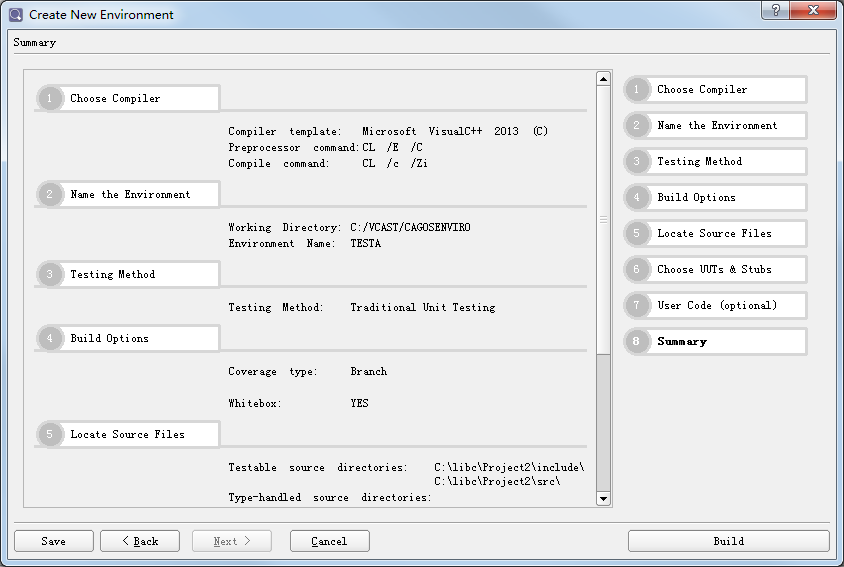 Create New Environment
Summary
1 Choose Compiler
Compiler template: Microsoft VisualC++ 2013 (C)
Preprocessor command: CL /E /C
Compile command: CL /c /Zi
2 Name the Environment
Working Directory: C:/VCAST/CAGOSENVIRO
Environment Name: TESTA
3 Testing Method
Testing Method: Traditional Unit Testing
4 Build Options
Coverage type: Branch
Whitebox: YES
5 Locate Source Files
Testable source directories: C:\libc\Project2\include\
C:\libc\Project2\src\
Type-handled source directories:
1 Choose Compiler
2 Name the Environment
3 Testing Method
4 Build Options
5 Locate Source Files
6 Choose UUTs & Stubs
7 User Code (optional)
8 Summary
Save < Back Next > Cancel Build